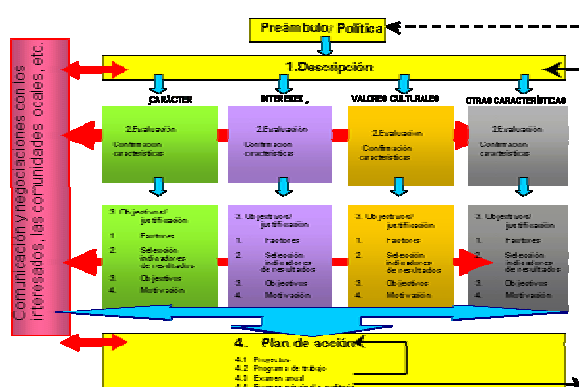 Preámbulo/ Política
1.Descripción
Comunicación y negociaciones con los
interesados, las comunidades ocales, etc.
CARÁCTER
INTERESES,
VALORES CULTURALES
OTRAS CARACTERÍSTICAS
2.Evaluación
Confirmación
características
2.Evaluación
Confirmación
características
2.Evaluación
Confirmación
características
2.Evaluación
Confirmación
características
3. Objectivos/
justificación
1. Factores
2. Selección
indicadores
de resultados
3. Objetivos
4. Motivación
3. Objectivos/
justificación
1. Factores
2. Selección
indicadores
de resultados
3. Objetivos
4. Motivación
3. Objectivos/
justificación
1. Factores
2. Selección
indicadores
de resultados
3. Objetivos
4. Motivación
3. Objectivos/
justificación
1. Factores
2. Selección
indicadores
de resultados
3. Objetivos
4. Motivación
4. Plan de acción
4.1 Proyectos
4.2 Programa de trabajo
4.3 Examen anual